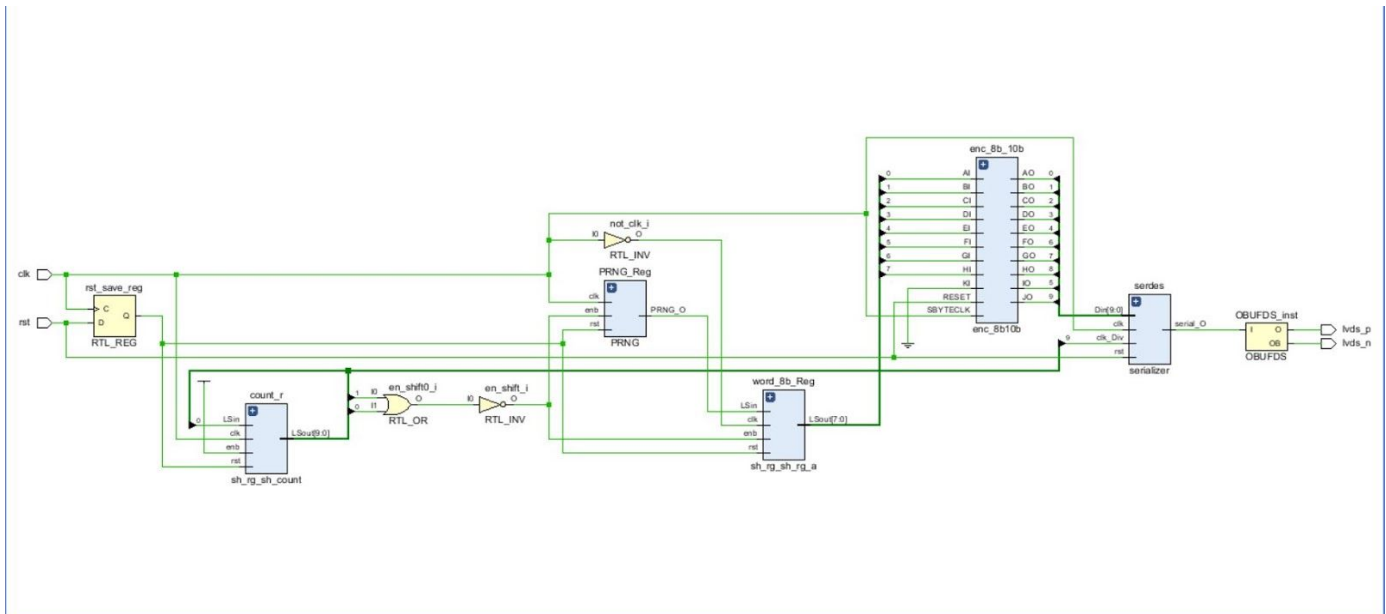 clk
rst
rst_save_reg
C
D
Q
RTL_REG
count_r
0
LSin
clk
enb
rst
LSout[9:0]
sh_rg_sh_count
1
0
en_shift0_i
I0
I1
O
RTL_OR
en_shift_i
I0
O
RTL_INV
not_clk_i
I0
O
RTL_INV
PRNG_Reg
clk
enb
rst
PRNG_O
PRNG
word_8b_Reg
LSin
clk
enb
rst
LSout[7:0]
sh_rg_sh_rg_a
enc_8b_10b
0 AI AO 0
1 BI BO 1
2 CI CO 2
3 DI DO 3
4 EI EO 4
5 FI FO 6
6 GI GO 7
7 HI HO 8
KI IO 5
RESET JO 9
SBYTECLK
enc_8b10b
serdes
Din[9:0]
clk
9 clk_Div
rst
serial_O
serializer
OBUFDS_inst
I
O
OB
OBUFDS
lvds_p
lvds_n